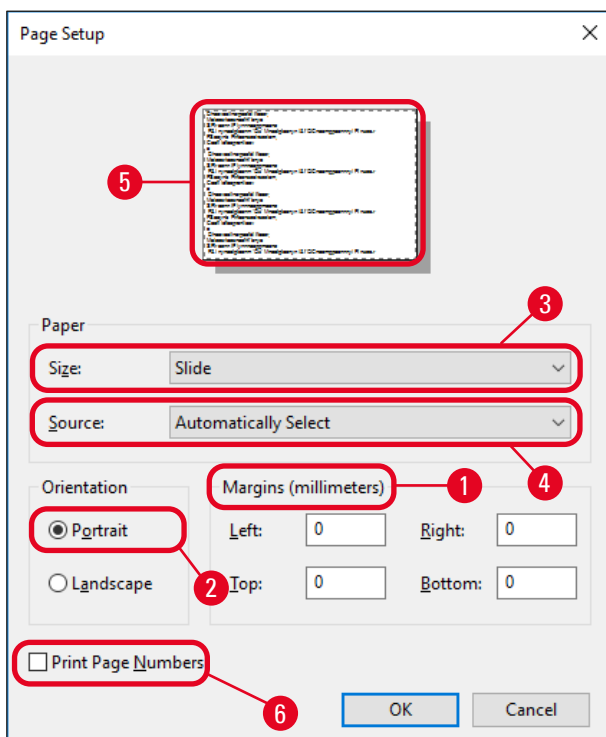 Page Setup
5
3
Paper
Size: Slide
Source: Automatically Select
4
Orientation
Margins (millimeters)
1
Portrait
Left: 0 Right: 0
2
Landscape
Top: 0 Bottom: 0
Print Page Numbers
6
OK Cancel